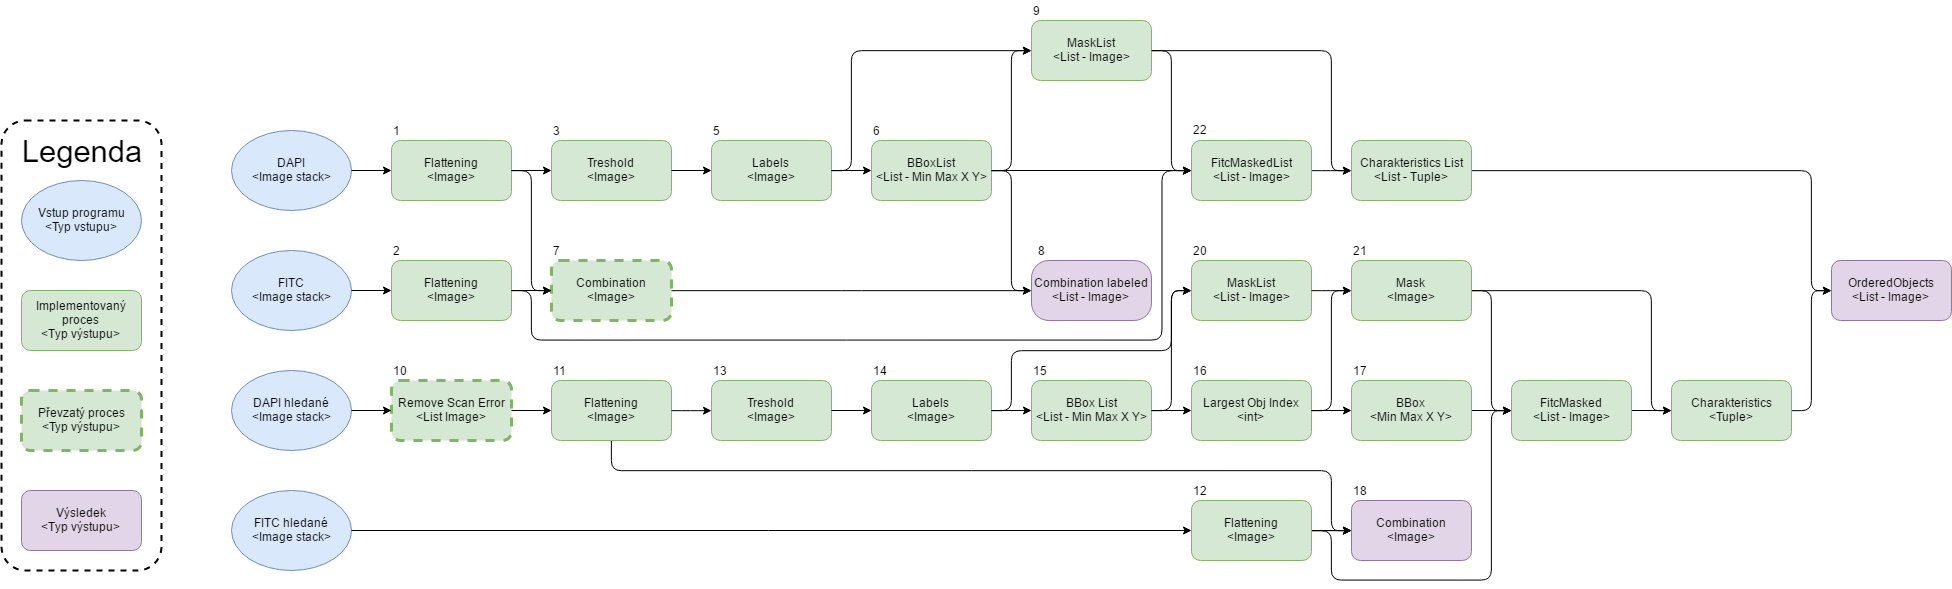 Legenda
Vstup programu
<Typ vstupu>
Implementovaný
proces
<Typ výstupu>
Převzatý proces
<Typ výstupu>
Výsledek
<Typ výstupu>
9
MaskList
<List - Image>
DAPI
<Image stack>
1
Flattening
<Image>
3
Treshold
<Image>
5
Labels
<Image>
6
BBoxList
<List - Min Max X Y>
22
FitcMaskedList
<List - Image>
Charakteristics List
<List - Tuple>
FITC
<Image stack>
2
Flattening
<Image>
7
Combination
<Image>
8
Combination labeled
<List - Image>
20
MaskList
<List - Image>
21
Mask
<Image>
OrderedObjects
<List - Image>
DAPI hledané
<Image stack>
10
Remove Scan Error
<List Image>
11
Flattening
<Image>
13
Treshold
<Image>
14
Labels
<Image>
15
BBox List
<List - Min Max X Y>
16
Largest Obj Index
<int>
17
BBox
<Min Max X Y>
FitcMasked
<List - Image>
Charakteristics
<Tuple>
FITC hledané
<Image stack>
12
Flattening
<Image>
18
Combination
<Image>